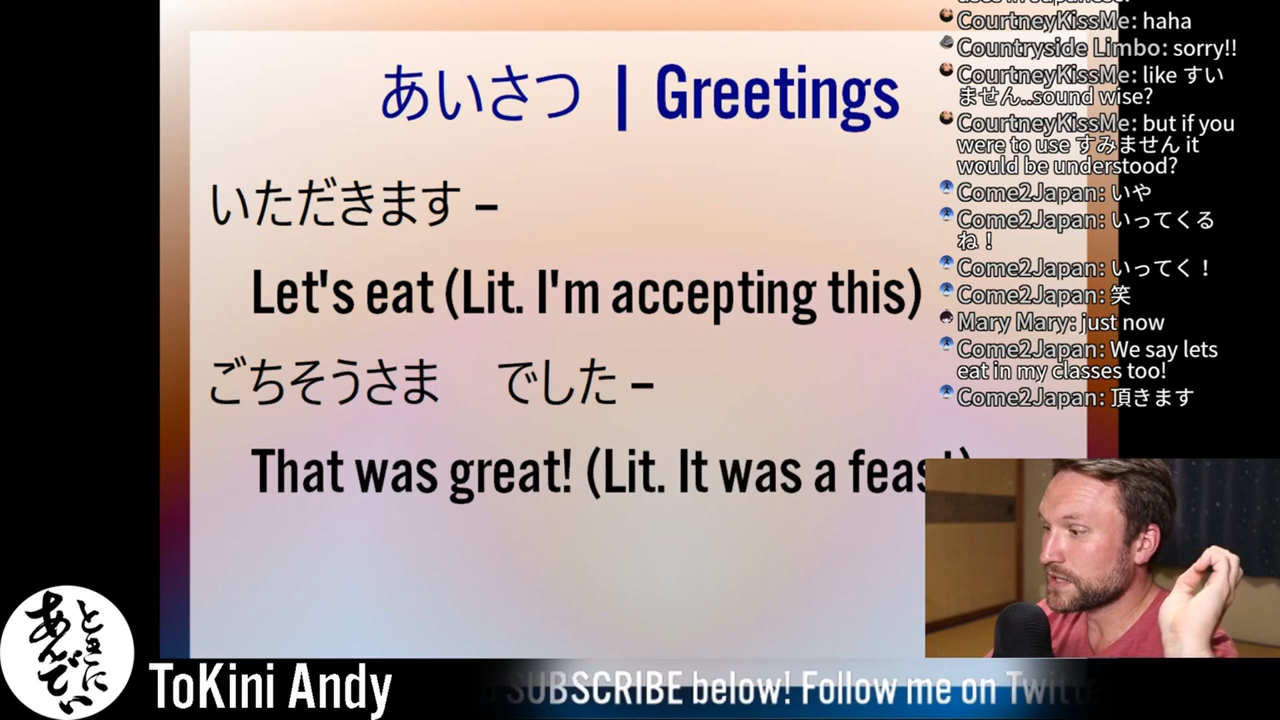 あいさつ | Greetings
いただきます –
Let's eat (Lit. I'm accepting this)
ごちそうさま　でした –
That was great! (Lit. It was a feast)
CourtneyKissMe: haha
Countryside Limbo: sorry!!
CourtneyKissMe: like すい
ません..sound wise?
CourtneyKissMe: but if you
were to use すみません it
would be understood?
Come2Japan: いや
Come2Japan: いってくる
ね！
Come2Japan: いってく！
Come2Japan: 笑
Mary Mary: just now
Come2Japan: We say lets
eat in my classes too!
Come2Japan: 頂きます
ときに
あんでぃ
ToKini Andy
SUBSCRIBE below! Follow me on Twitte